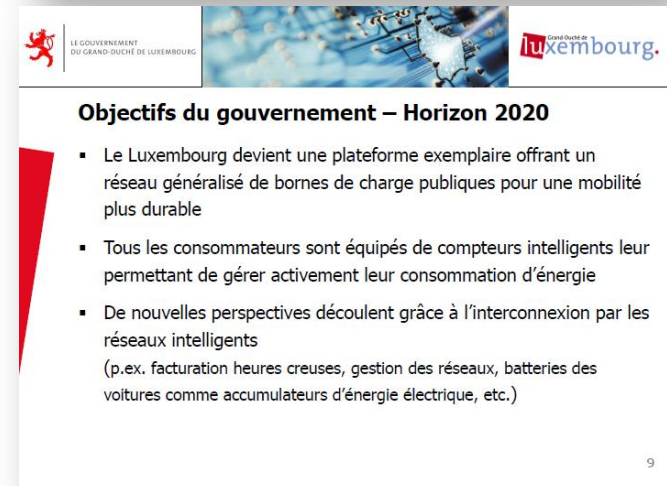 LE GOUVERNEMENT
DU GRAND-DUCHÉ DE LUXEMBOURG
Grand-Duché de
luxembourg.
Objectifs du gouvernement – Horizon 2020
▪ Le Luxembourg devient une plateforme exemplaire offrant un
réseau généralisé de bornes de charge publiques pour une mobilité
plus durable
▪ Tous les consommateurs sont équipés de compteurs intelligents leur
permettant de gérer activement leur consommation d’énergie
▪ De nouvelles perspectives découlent grâce à l’interconnexion par les
réseaux intelligents
(p.ex. facturation heures creuses, gestion des réseaux, batteries des
voitures comme accumulateurs d’énergie électrique, etc.)
9